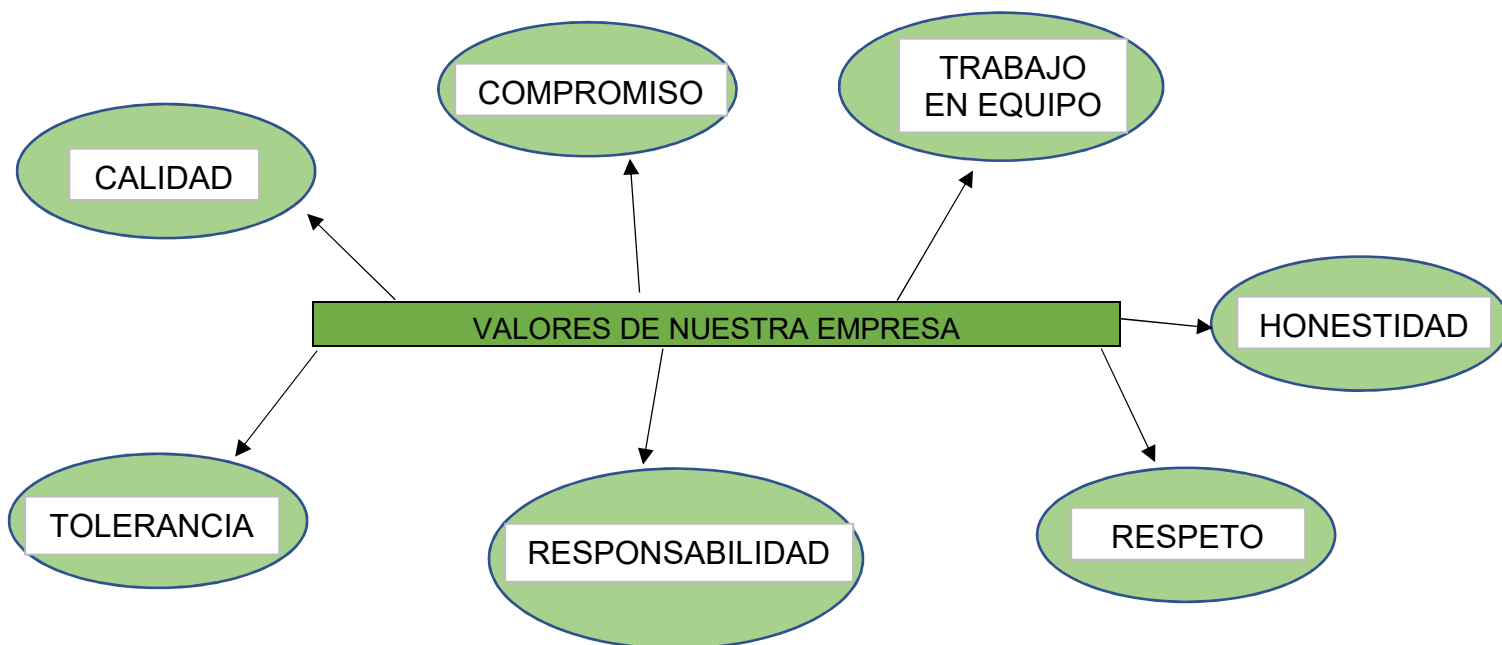 COMPROMISO
TRABAJO
EN EQUIPO
CALIDAD
VALORES DE NUESTRA EMPRESA
HONESTIDAD
TOLERANCIA
RESPONSABILIDAD
RESPETO